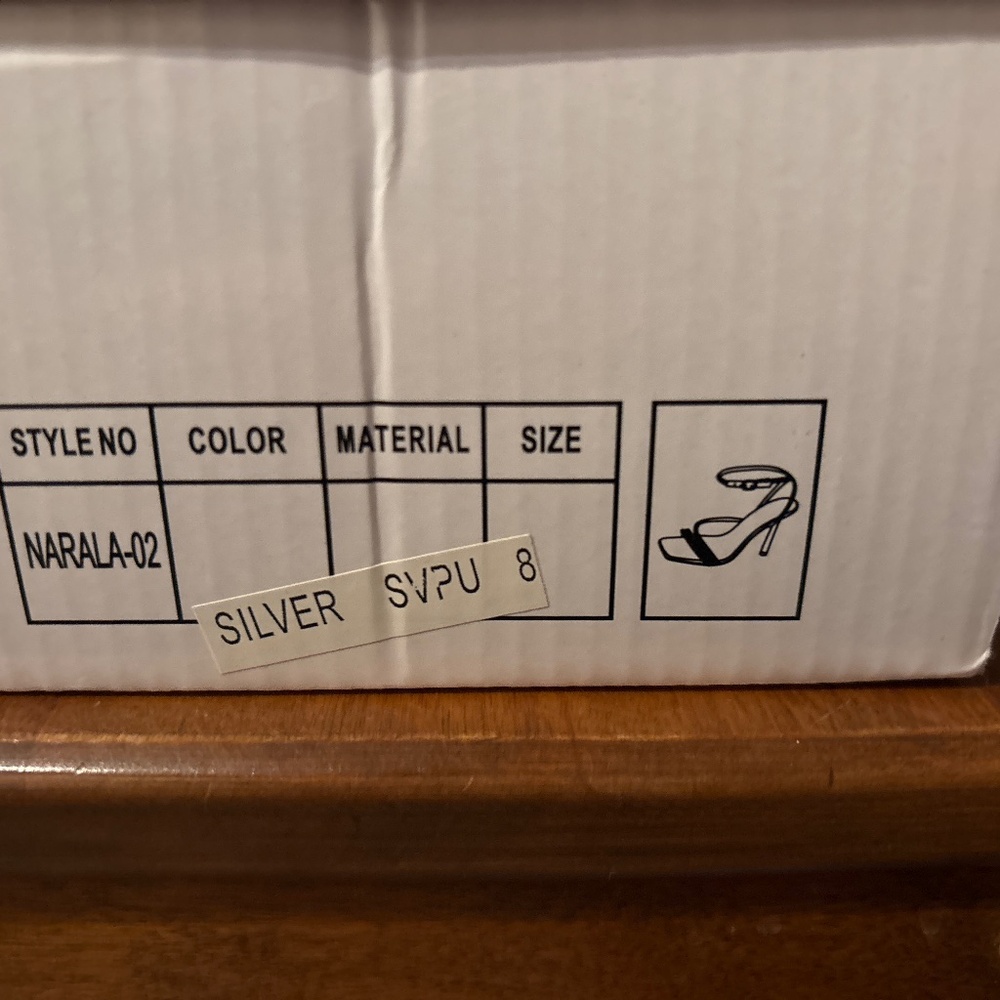 STYLE NO COLOR MATERIAL SIZE
NARALA-02
SILVER SVPU 8